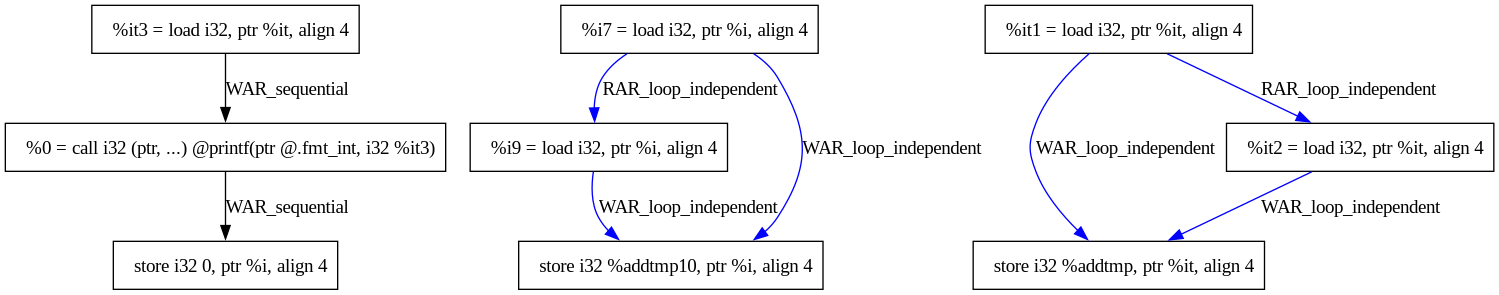 %it3 = load i32, ptr %it, align 4
%i7 = load i32, ptr %i, align 4
%it1 = load i32, ptr %it, align 4
WAR_sequential
RAR_loop_independent
RAR_loop_independent
%0 = call i32 (ptr, ...) @printf(ptr @.fmt_int, i32 %it3)
%i9 = load i32, ptr %i, align 4
WAR_loop_independent
WAR_loop_independent
%it2 = load i32, ptr %it, align 4
WAR_sequential
WAR_loop_independent
WAR_loop_independent
store i32 0, ptr %i, align 4
store i32 %addtmp10, ptr %i, align 4
store i32 %addtmp, ptr %it, align 4